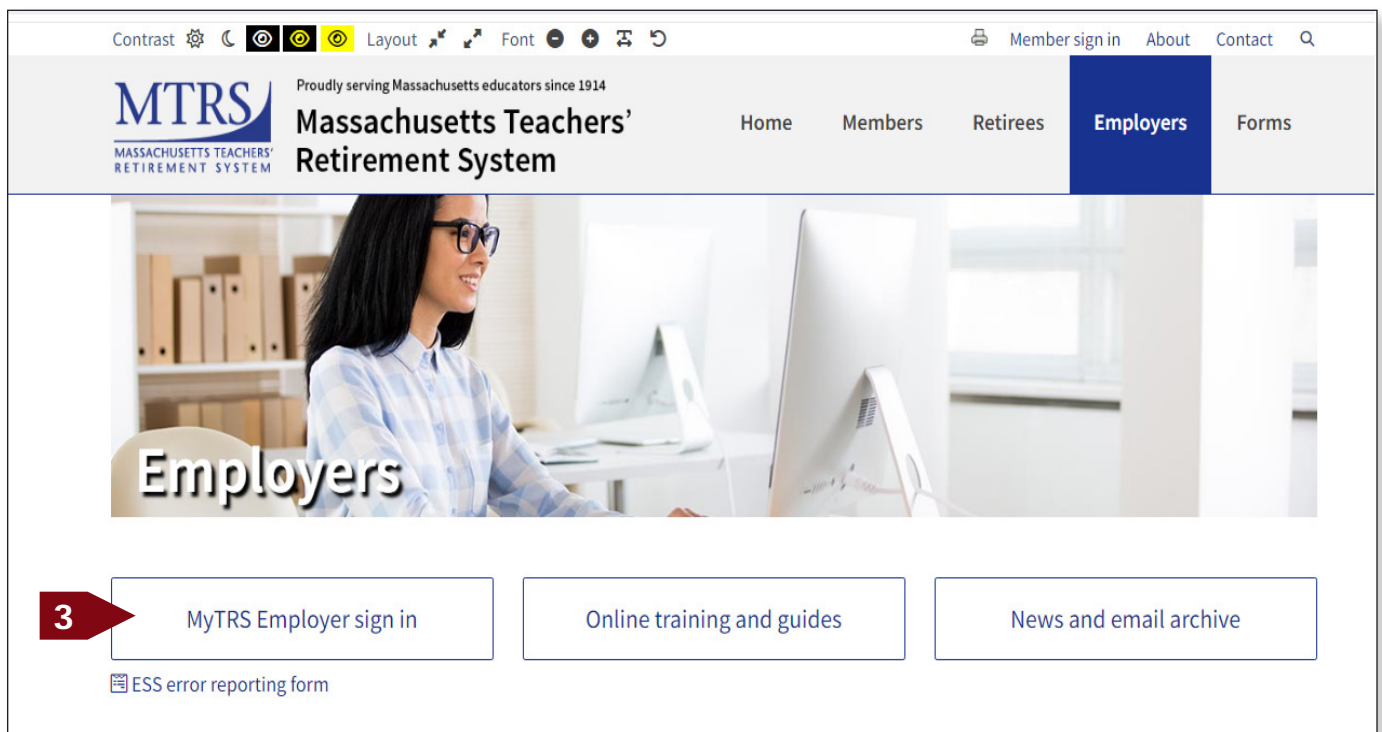 Contrast Layout Font Member sign in About Contact
MTRS
MASSACHUSETTS TEACHERS'
RETIREMENT SYSTEM
Proudly serving Massachusetts educators since 1914
Massachusetts Teachers’
Retirement System
Home Members Retirees Employers Forms
Employers
3
MyTRS Employer sign in
Online training and guides
News and email archive
ESS error reporting form